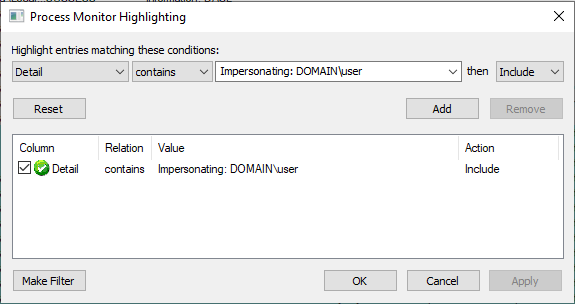 Process Monitor Highlighting
Highlight entries matching these conditions:
Detail contains Impersonating: DOMAIN\user then Include
Reset Add Remove
Column Relation Value Action
Detail contains Impersonating: DOMAIN\user Include
Make Filter OK Cancel Apply